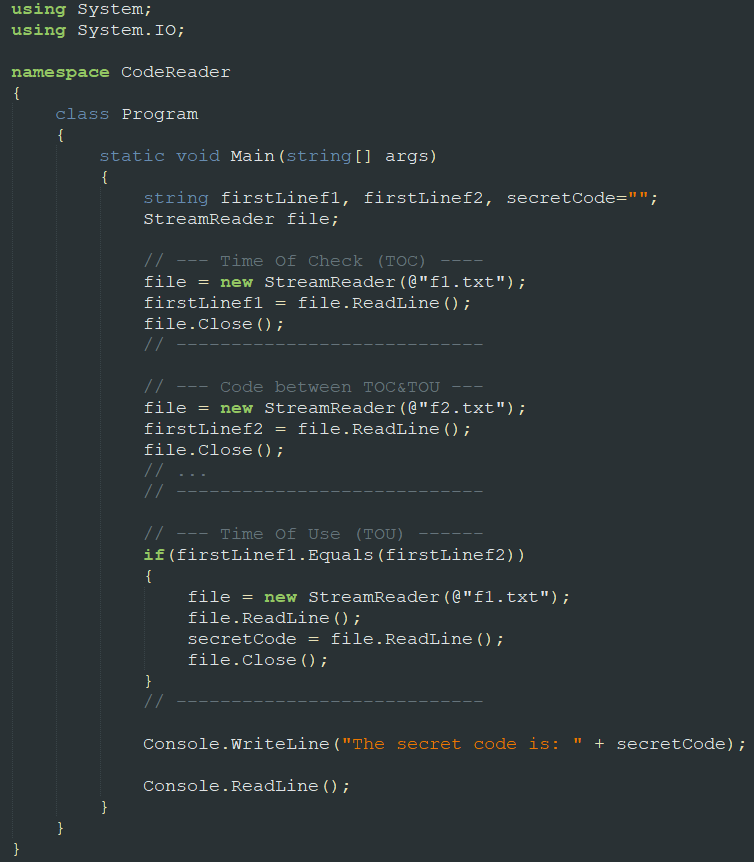 using System;
using System.IO;

namespace CodeReader
{
    class Program
    {
        static void Main(string[] args)
        {
            string firstLinef1, firstLinef2, secretCode="";
            StreamReader file;

            // --- Time Of Check (TOC) ----
            file = new StreamReader(@"f1.txt");
            firstLinef1 = file.ReadLine();
            file.Close();
            // ----------------------------

            // --- Code between TOC&TOU ---
            file = new StreamReader(@"f2.txt");
            firstLinef2 = file.ReadLine();
            file.Close();
            // ...
            // ----------------------------

            // --- Time Of Use (TOU) ------
            if(firstLinef1.Equals(firstLinef2))
            {
                file = new StreamReader(@"f1.txt");
                file.ReadLine();
                secretCode = file.ReadLine();
                file.Close();
            }
            // ----------------------------

            Console.WriteLine("The secret code is: " + secretCode);

            Console.ReadLine();
        }
    }
}